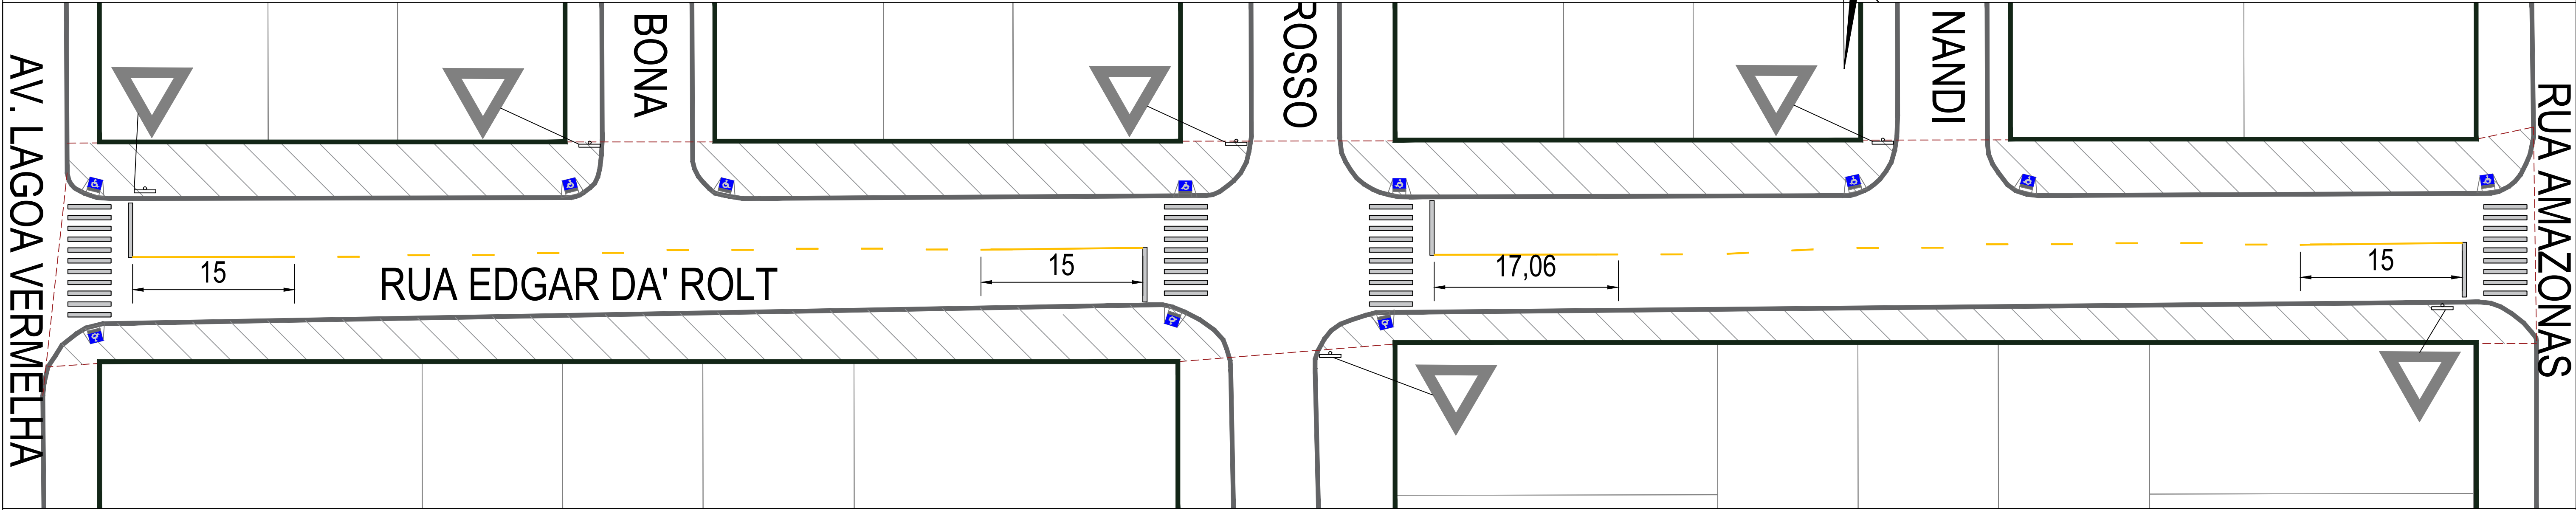 AV. LAGOA VERMELHA
BONA
ROSSO
NANDI
RUA AMAZONAS
15
RUA EDGAR DA' ROLT
15
17,06
15